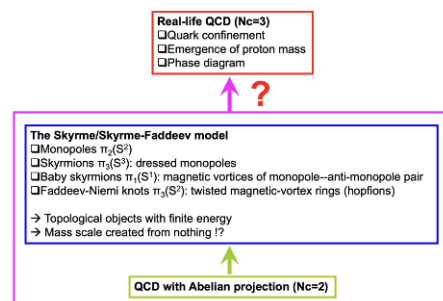 Real-life QCD (Nc=3)
❑Quark confinement
❑Emergence of proton mass
❑Phase diagram
?
The Skyrme/Skyrme-Faddeev model
❑Monopoles π₂(S²)
❑Skyrmions π₃(S³): dressed monopoles
❑Baby skyrmions π₁(S¹): magnetic vortices of monopole--anti-monopole pair
❑Faddeev-Niemi knots π₃(S²): twisted magnetic-vortex rings (hopfions)
→ Topological objects with finite energy
→ Mass scale created from nothing !?
QCD with Abelian projection (Nc=2)